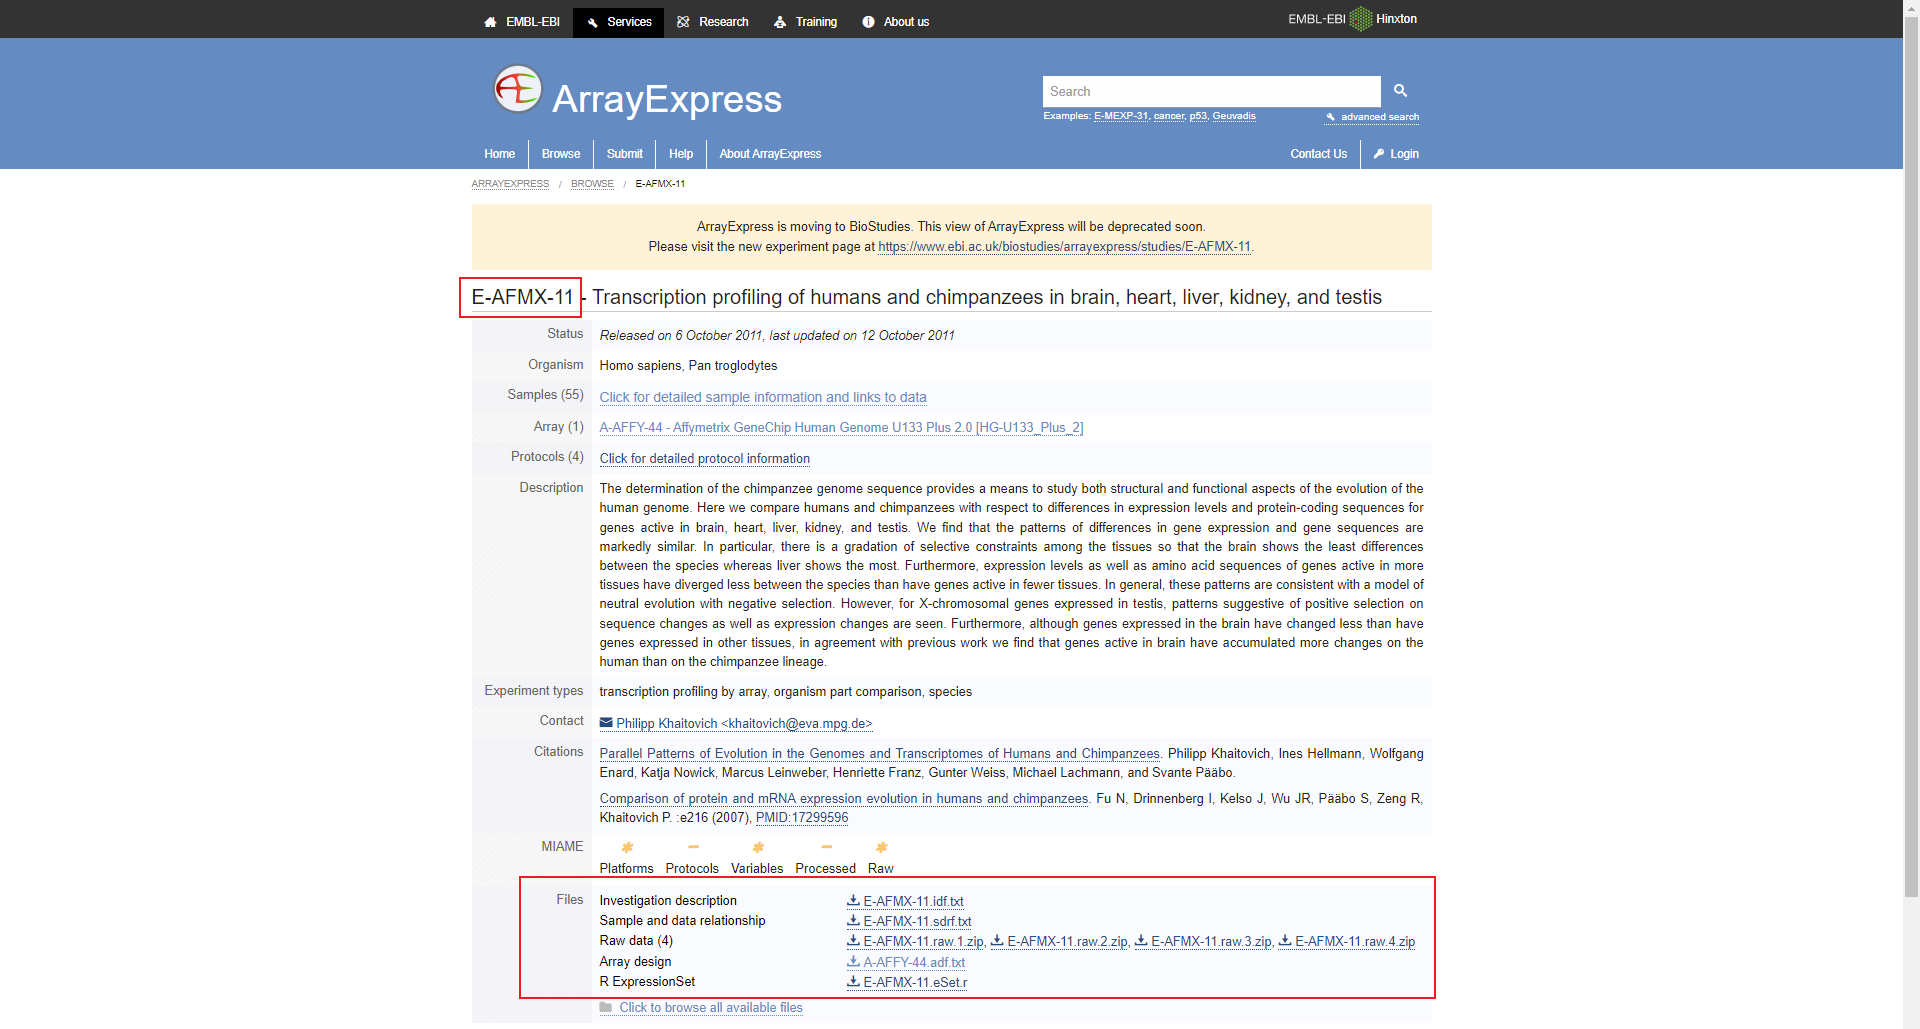 EMBL-EBI Services Research Training About us EMBL-EBI Hinxton
ArrayExpress
Search
Examples: E-MEXP-31, cancer, p53, Geuvadis advanced search
Home Browse Submit Help About ArrayExpress Contact Us Login
ARRAYEXPRESS / BROWSE / E-AFMX-11
ArrayExpress is moving to BioStudies. This view of ArrayExpress will be deprecated soon.
Please visit the new experiment page at https://www.ebi.ac.uk/biostudies/arrayexpress/studies/E-AFMX-11.
E-AFMX-11 - Transcription profiling of humans and chimpanzees in brain, heart, liver, kidney, and testis
Status Released on 6 October 2011, last updated on 12 October 2011
Organism Homo sapiens, Pan troglodytes
Samples (55) Click for detailed sample information and links to data
Array (1) A-AFFY-44 - Affymetrix GeneChip Human Genome U133 Plus 2.0 [HG-U133_Plus_2]
Protocols (4) Click for detailed protocol information
Description The determination of the chimpanzee genome sequence provides a means to study both structural and functional aspects of the evolution of the
human genome. Here we compare humans and chimpanzees with respect to differences in expression levels and protein-coding sequences for
genes active in brain, heart, liver, kidney, and testis. We find that the patterns of differences in gene expression and gene sequences are
markedly similar. In particular, there is a gradation of selective constraints among the tissues so that the brain shows the least differences
between the species whereas liver shows the most. Furthermore, expression levels as well as amino acid sequences of genes active in more
tissues have diverged less between the species than have genes active in fewer tissues. In general, these patterns are consistent with a model of
neutral evolution with negative selection. However, for X-chromosomal genes expressed in testis, patterns suggestive of positive selection on
sequence changes as well as expression changes are seen. Furthermore, although genes expressed in the brain have changed less than have
genes expressed in other tissues, in agreement with previous work we find that genes active in brain have accumulated more changes on the
human than on the chimpanzee lineage.
Experiment types transcription profiling by array, organism part comparison, species
Contact Philipp Khaitovich <khaitovich@eva.mpg.de>
Citations Parallel Patterns of Evolution in the Genomes and Transcriptomes of Humans and Chimpanzees. Philipp Khaitovich, Ines Hellmann, Wolfgang
Enard, Katja Nowick, Marcus Leinweber, Henriette Franz, Gunter Weiss, Michael Lachmann, and Svante Pääbo.
Comparison of protein and mRNA expression evolution in humans and chimpanzees. Fu N, Drinnenberg I, Kelso J, Wu JR, Pääbo S, Zeng R,
Khaitovich P. :e216 (2007), PMID:17299596
MIAME * – * – *
Platforms Protocols Variables Processed Raw
Files Investigation description E-AFMX-11.idf.txt
Sample and data relationship E-AFMX-11.sdrf.txt
Raw data (4) E-AFMX-11.raw.1.zip, E-AFMX-11.raw.2.zip, E-AFMX-11.raw.3.zip, E-AFMX-11.raw.4.zip
Array design A-AFFY-44.adf.txt
R ExpressionSet E-AFMX-11.eSet.r
Click to browse all available files